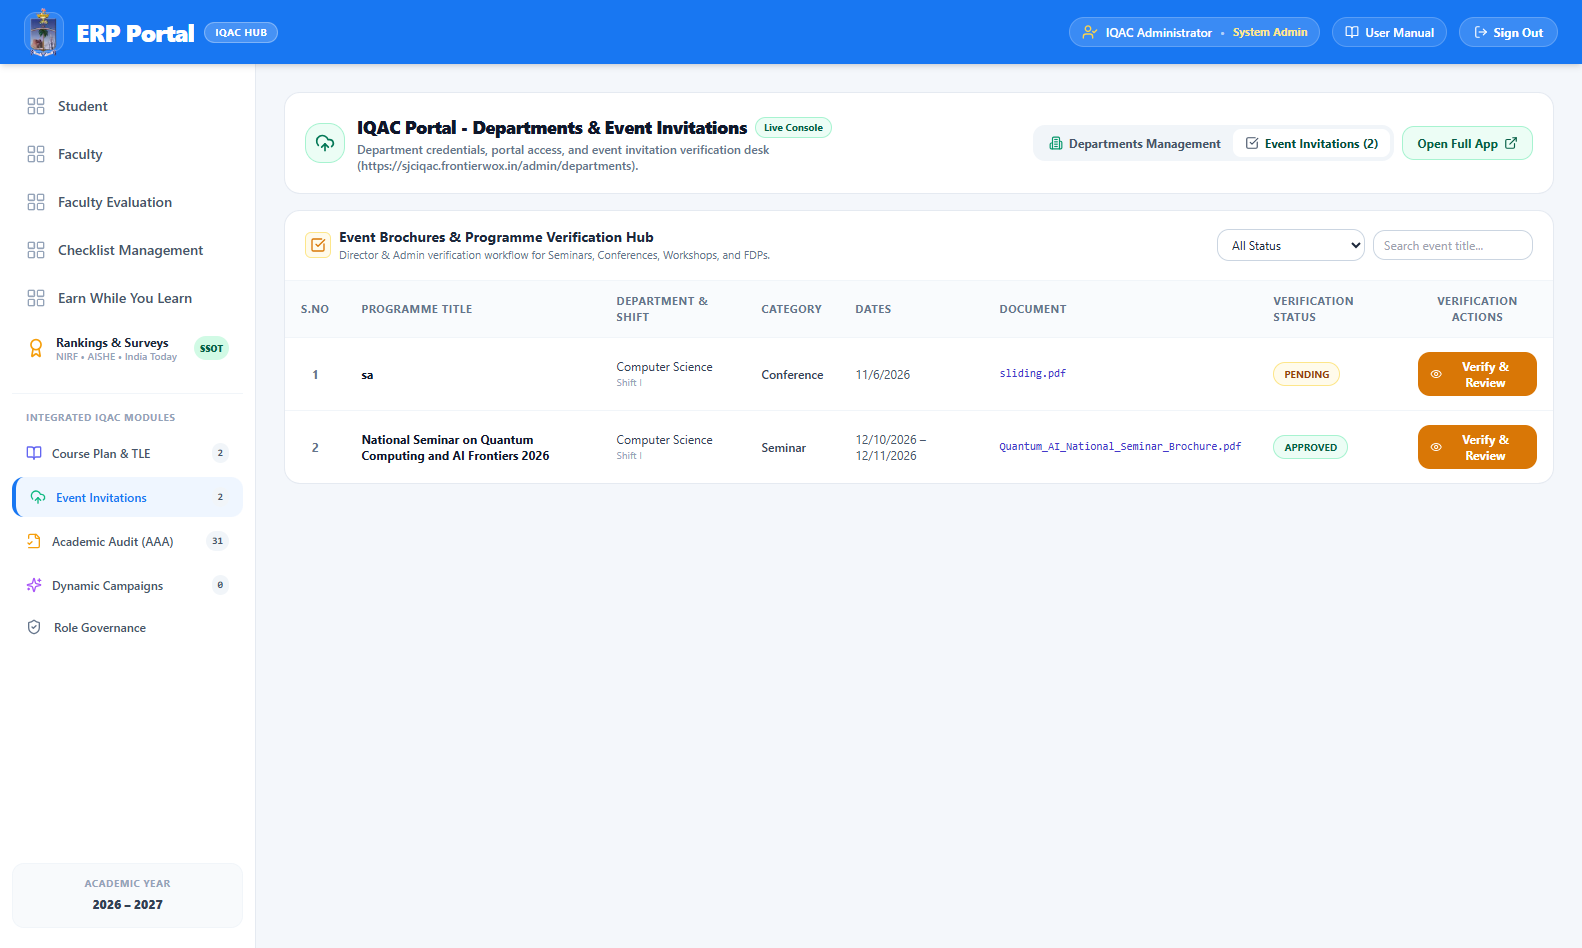 ERP Portal
IQAC HUB
IQAC Administrator • System Admin
User Manual
Sign Out
Student
Faculty
Faculty Evaluation
Checklist Management
Earn While You Learn
Rankings & Surveys
NIRF • AISHE • India Today
SSOT
INTEGRATED IQAC MODULES
Course Plan & TLE 2
Event Invitations 2
Academic Audit (AAA) 31
Dynamic Campaigns 0
Role Governance
ACADEMIC YEAR
2026 – 2027
IQAC Portal - Departments & Event Invitations
Live Console
Department credentials, portal access, and event invitation verification desk
(https://sjciqac.frontierwox.in/admin/departments).
Departments Management
Event Invitations (2)
Open Full App
Event Brochures & Programme Verification Hub
Director & Admin verification workflow for Seminars, Conferences, Workshops, and FDPs.
All Status
Search event title...
S.NO
PROGRAMME TITLE
DEPARTMENT &
SHIFT
CATEGORY
DATES
DOCUMENT
VERIFICATION
STATUS
VERIFICATION
ACTIONS
1
sa
Computer Science
Shift I
Conference
11/6/2026
sliding.pdf
PENDING
Verify &
Review
2
National Seminar on Quantum
Computing and AI Frontiers 2026
Computer Science
Shift I
Seminar
12/10/2026 –
12/11/2026
Quantum_AI_National_Seminar_Brochure.pdf
APPROVED
Verify &
Review